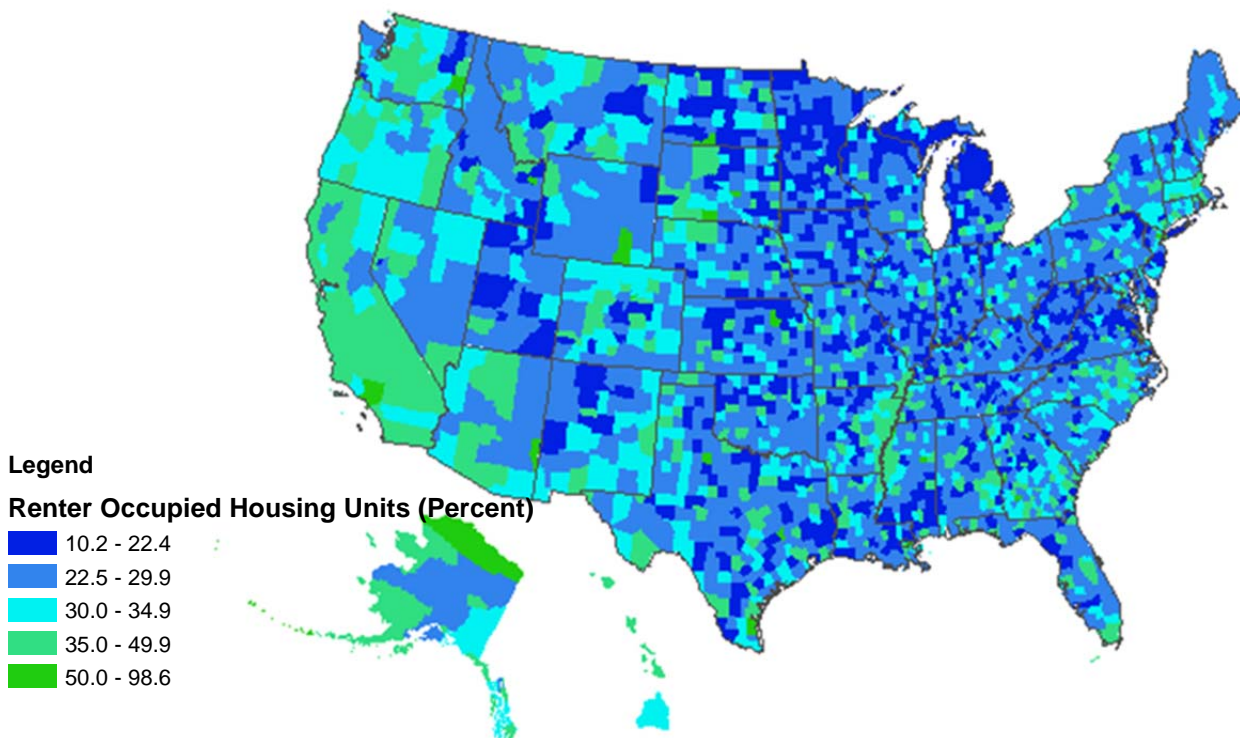 Legend
Renter Occupied Housing Units (Percent)
10.2 - 22.4
22.5 - 29.9
30.0 - 34.9
35.0 - 49.9
50.0 - 98.6